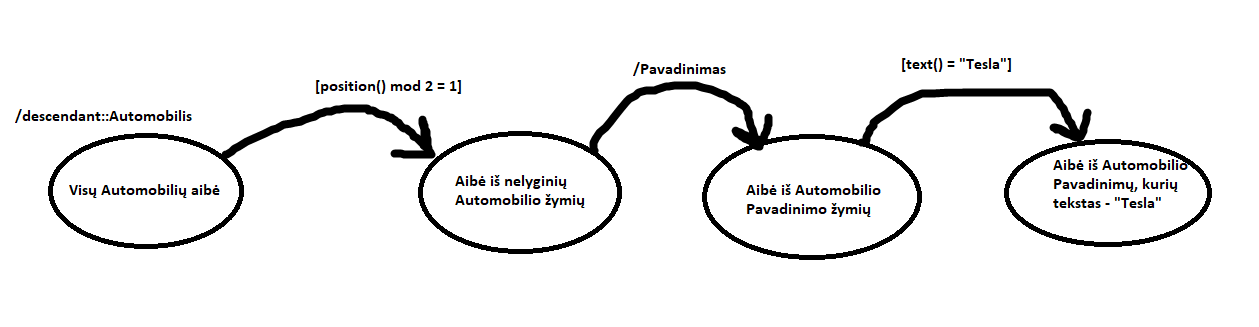 /descendant::Automobilis
Visų Automobilių aibė
[position() mod 2 = 1]
Aibė iš nelyginių
Automobilio žymių
/Pavadinimas
Aibė iš Automobilio
Pavadinimo žymių
[text() = "Tesla"]
Aibė iš Automobilio
Pavadinimų, kurių
tekstas - "Tesla"